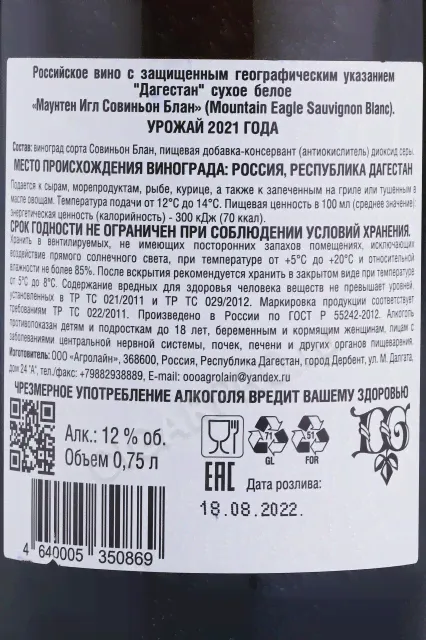 Российское вино с защищенным географическим указанием
"Дагестан" сухое белое
«Маунтен Игл Совиньон Блан» (Mountain Eagle Sauvignon Blanc).
УРОЖАЙ 2021 ГОДА
Состав: виноград сорта Совиньон Блан, пищевая добавка-консервант (антиокислитель) диоксид серы.
МЕСТО ПРОИСХОЖДЕНИЯ ВИНОГРАДА: РОССИЯ, РЕСПУБЛИКА ДАГЕСТАН
Подается к сырам, морепродуктам, рыбе, курице, а также к запеченным на гриле или тушенным в
масле овощам. Температура подачи от 12°С до 14°С. Пищевая ценность в 100 мл (среднее значение):
энергетическая ценность (калорийность) - 300 кДж (70 ккал).
СРОК ГОДНОСТИ НЕ ОГРАНИЧЕН ПРИ СОБЛЮДЕНИИ УСЛОВИЙ ХРАНЕНИЯ.
Хранить в вентилируемых, не имеющих посторонних запахов помещениях, исключающих
воздействие прямого солнечного света, при температуре от +5°С до +20°С и относительной
влажности не более 85%. После вскрытия рекомендуется хранить в закрытом виде при температуре
от 5°С до 8°С. Содержание вредных для здоровья человека веществ не превышает уровней,
установленных в ТР ТС 021/2011 и ТР ТС 029/2012. Маркировка продукции соответствует
требованиям ТР ТС 022/2011. Произведено в России по ГОСТ Р 55242-2012. Алкоголь
противопоказан детям и подросткам до 18 лет, беременным и кормящим женщинам, лицам с
заболеваниями центральной нервной системы, почек, печени и других органов пищеварения.
Изготовитель: ООО «Агролайн», 368600, Россия, Республика Дагестан, город Дербент, ул. М. Далгата,
дом 24 "А", тел./факс: +79882938889, E-mail: oooagrolain@yandex.ru
ЧРЕЗМЕРНОЕ УПОТРЕБЛЕНИЕ АЛКОГОЛЯ ВРЕДИТ ВАШЕМУ ЗДОРОВЬЮ
Алк.: 12 % об.
Объем 0,75 л
71
GL
51
FOR
EAC
Дата розлива:
18.08.2022.
4 640005 350869